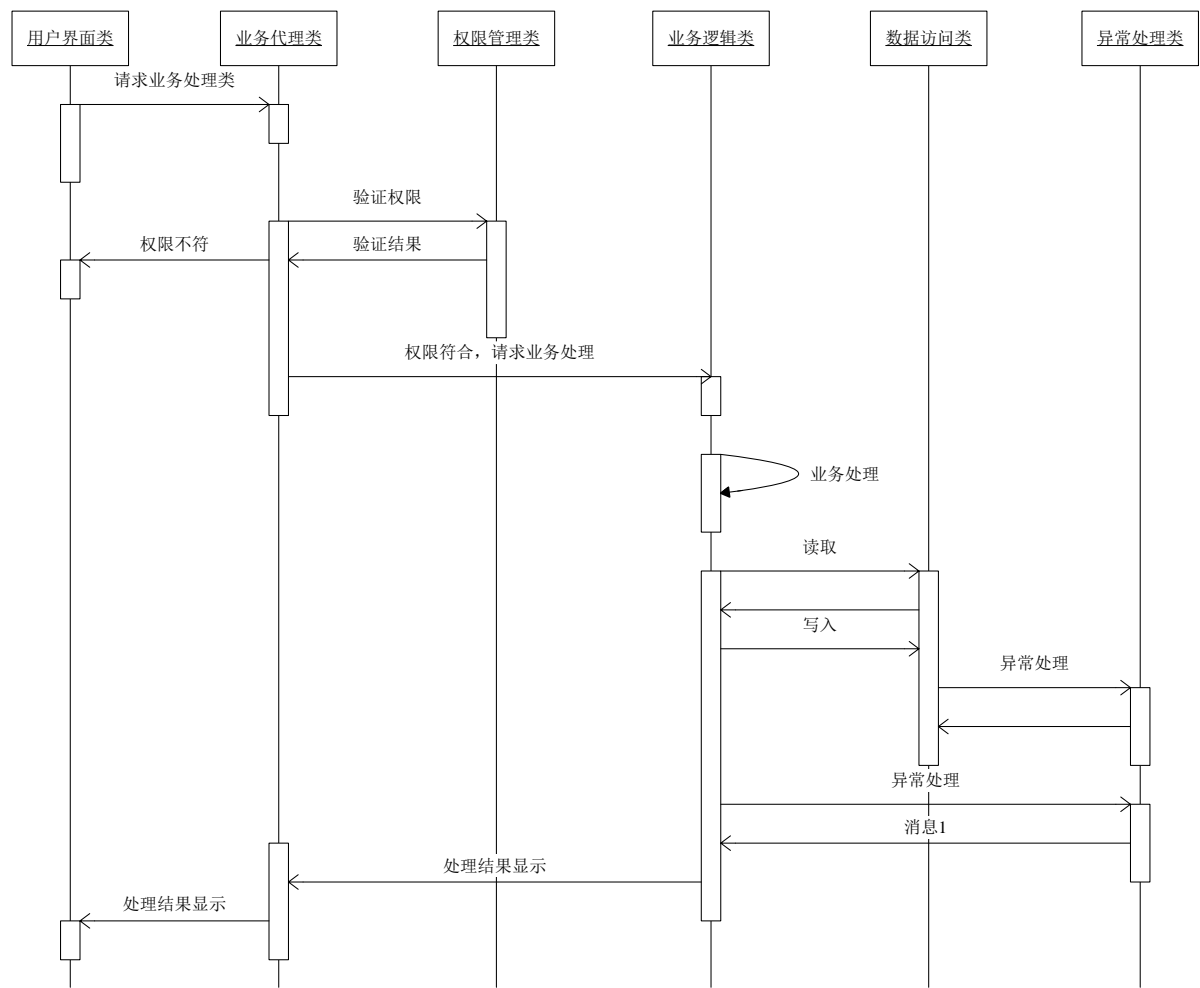 用户界面类
业务代理类
权限管理类
业务逻辑类
数据访问类
异常处理类
请求业务处理类
验证权限
权限不符
验证结果
权限符合，请求业务处理
业务处理
读取
写入
异常处理
异常处理
消息1
处理结果显示
处理结果显示